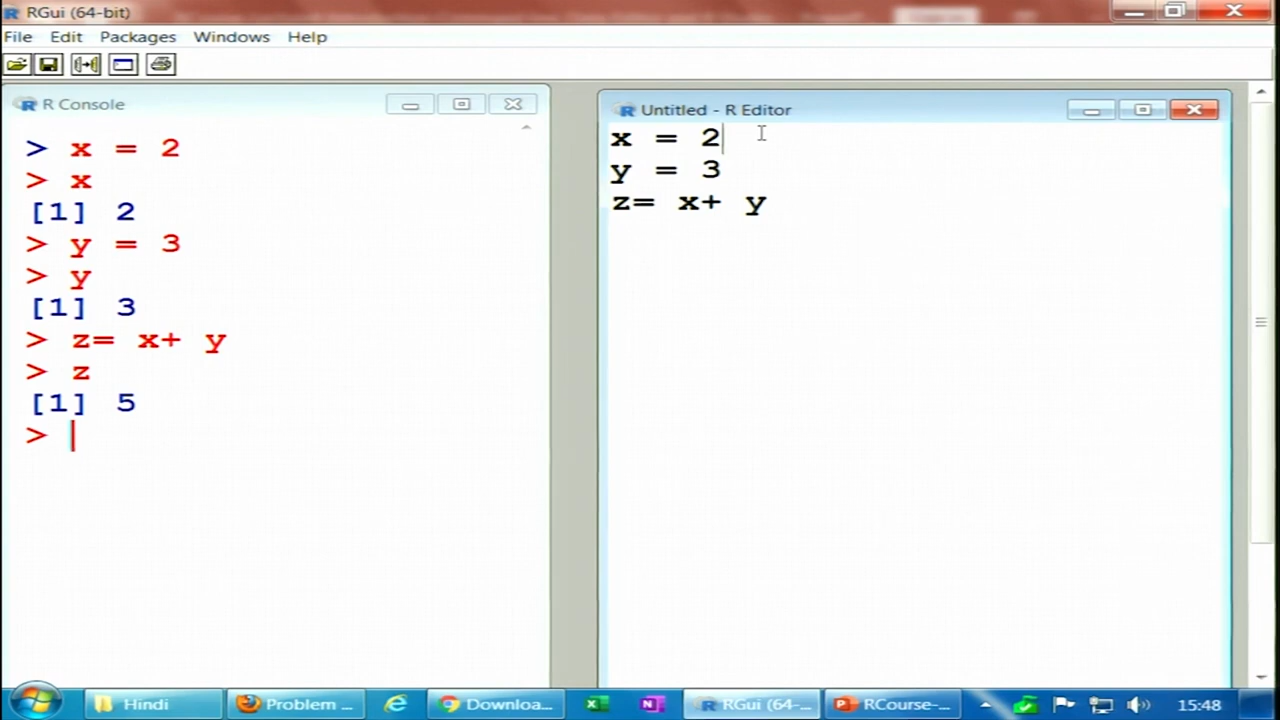 RGui (64-bit)
File Edit Packages Windows Help
R Console
> x = 2
> x
[1] 2
> y = 3
> y
[1] 3
> z= x+ y
> z
[1] 5
>
Untitled - R Editor
x = 2
y = 3
z= x+ y
Hindi
Problem ...
Downloa...
RGui (64-...
RCourse-...
15:48